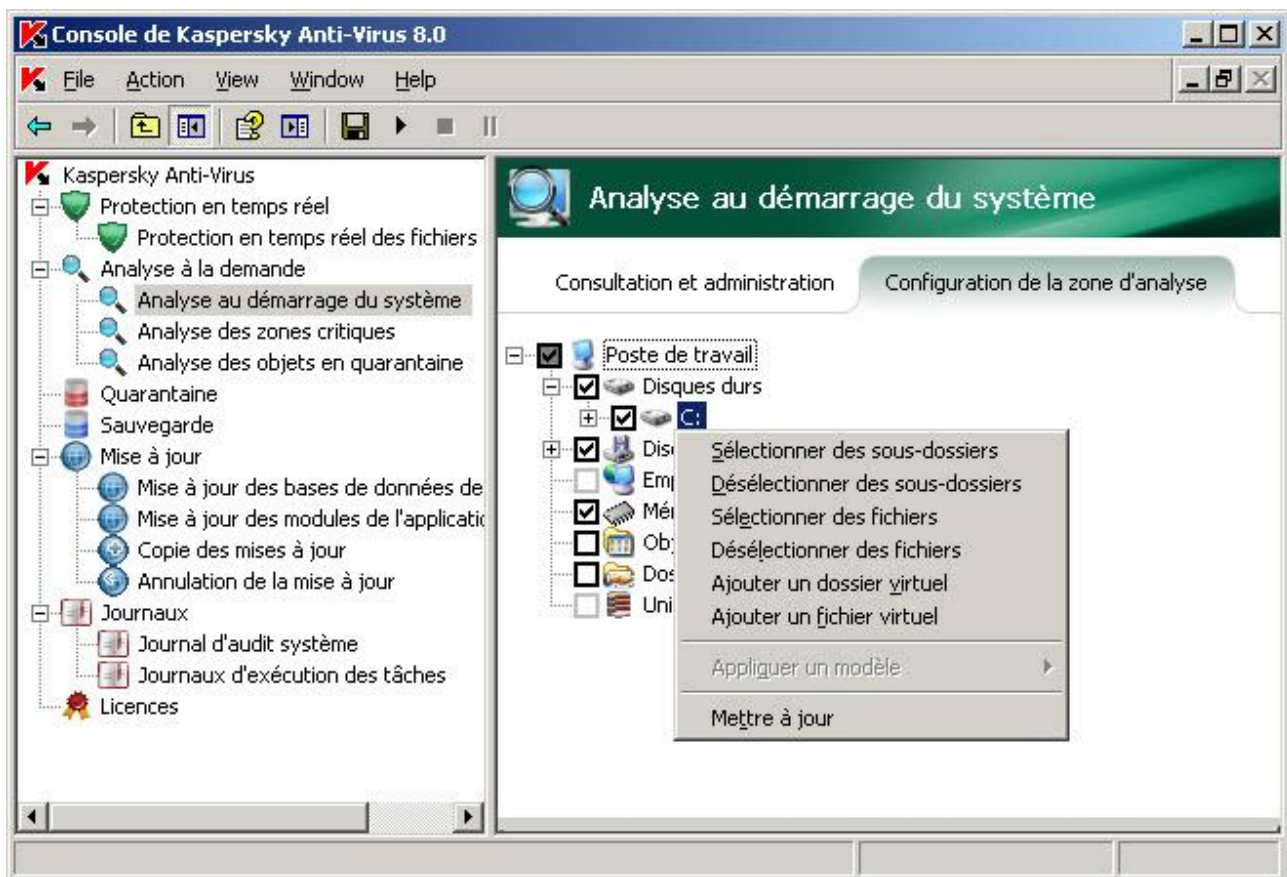 Console de Kaspersky Anti-Virus 8.0
File Action View Window Help
Kaspersky Anti-Virus
Protection en temps réel
Protection en temps réel des fichiers
Analyse à la demande
Analyse au démarrage du système
Analyse des zones critiques
Analyse des objets en quarantaine
Quarantaine
Sauvegarde
Mise à jour
Mise à jour des bases de données de
Mise à jour des modules de l'applicatio
Copie des mises à jour
Annulation de la mise à jour
Journaux
Journal d'audit système
Journaux d'exécution des tâches
Licences
Analyse au démarrage du système
Consultation et administration Configuration de la zone d'analyse
Poste de travail
Disques durs
C:
Dis
Emp
Mér
Ob
Dos
Uni
Sélectionner des sous-dossiers
Désélectionner des sous-dossiers
Sélectionner des fichiers
Désélectionner des fichiers
Ajouter un dossier virtuel
Ajouter un fichier virtuel
Appliquer un modèle
Mettre à jour